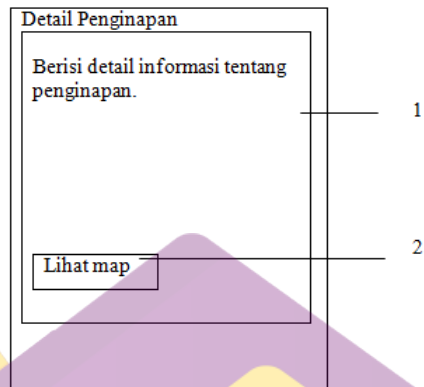 Detail Penginapan
Berisi detail informasi tentang
penginapan.
1
Lihat map
2